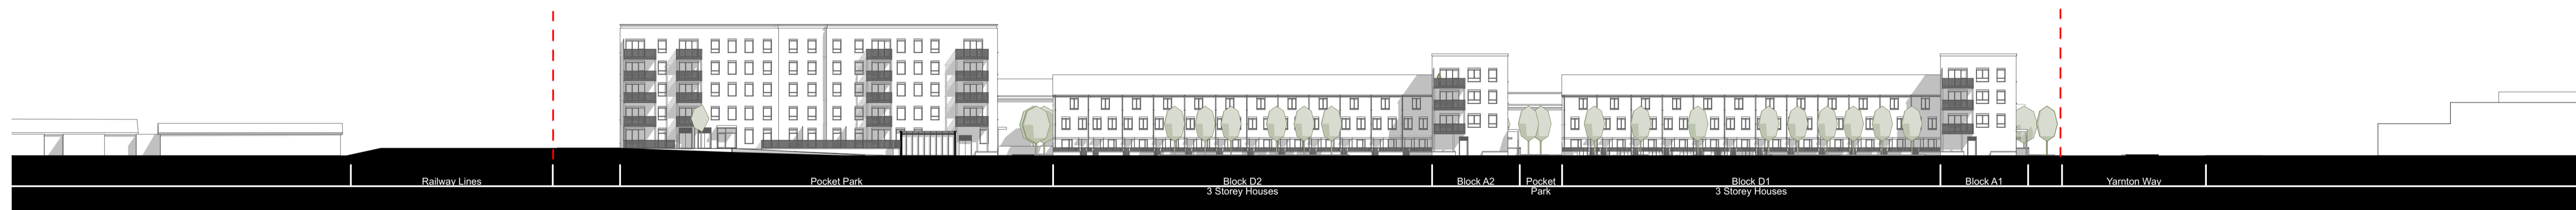 Railway Lines
Pocket Park
Block D2
3 Storey Houses
Block A2
Pocket
Park
Block D1
3 Storey Houses
Block A1
Yarnton Way